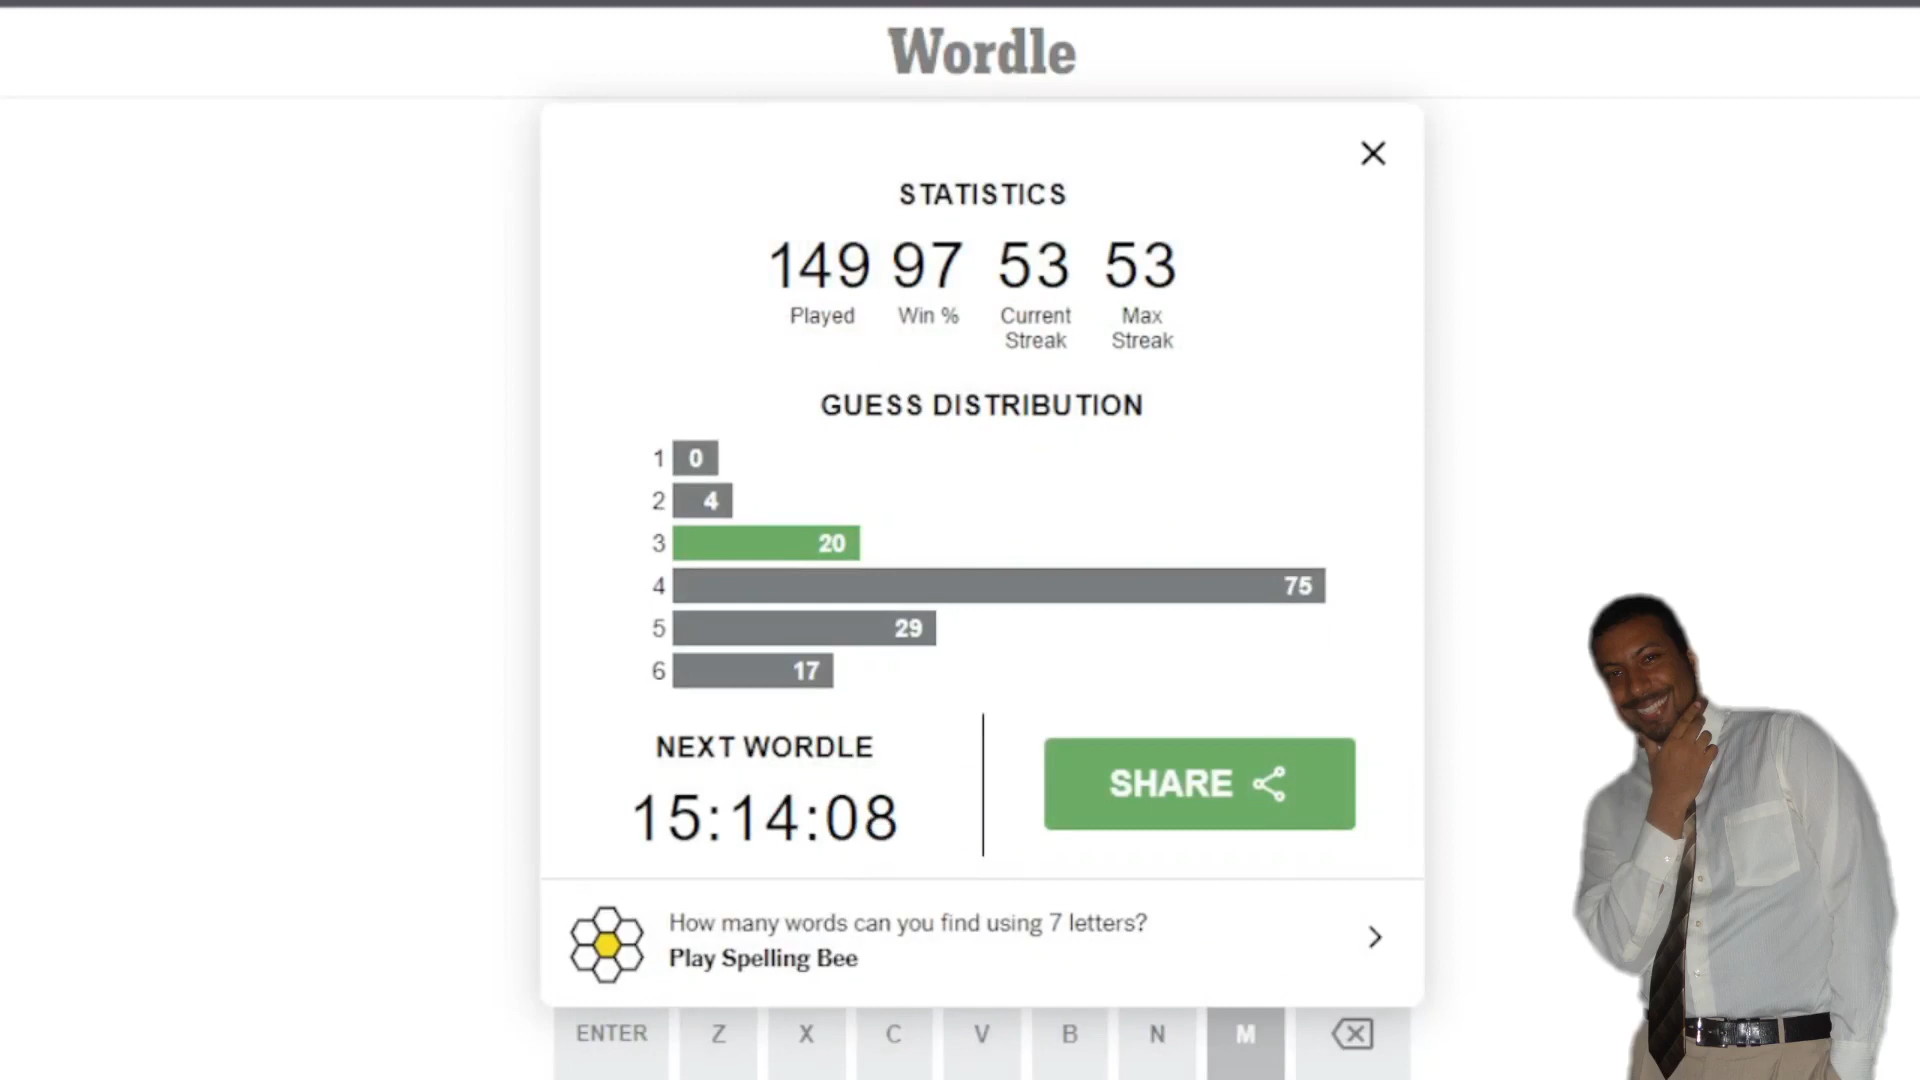 Wordle
STATISTICS
149 97 53 53
Played Win % Current Streak Max Streak
GUESS DISTRIBUTION
1 0
2 4
3 20
4 75
5 29
6 17
NEXT WORDLE
15:14:08
SHARE
How many words can you find using 7 letters?
Play Spelling Bee
ENTER Z X C V B N M